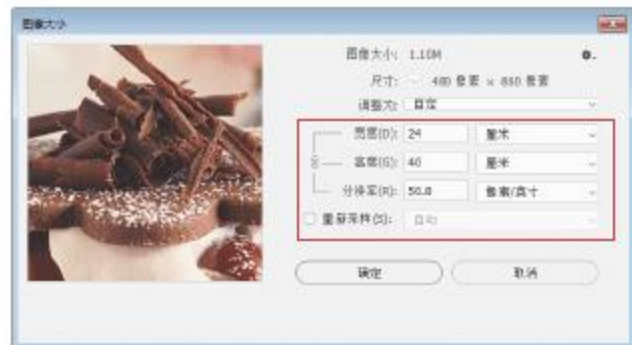 图像大小
图像大小: 1.10M
尺寸: 480 像素 × 800 像素
调整为: 自定
宽度(D): 24 厘米
高度(G): 40 厘米
分辨率(R): 50.8 像素/英寸
重新采样(S): 自动
确定 取消